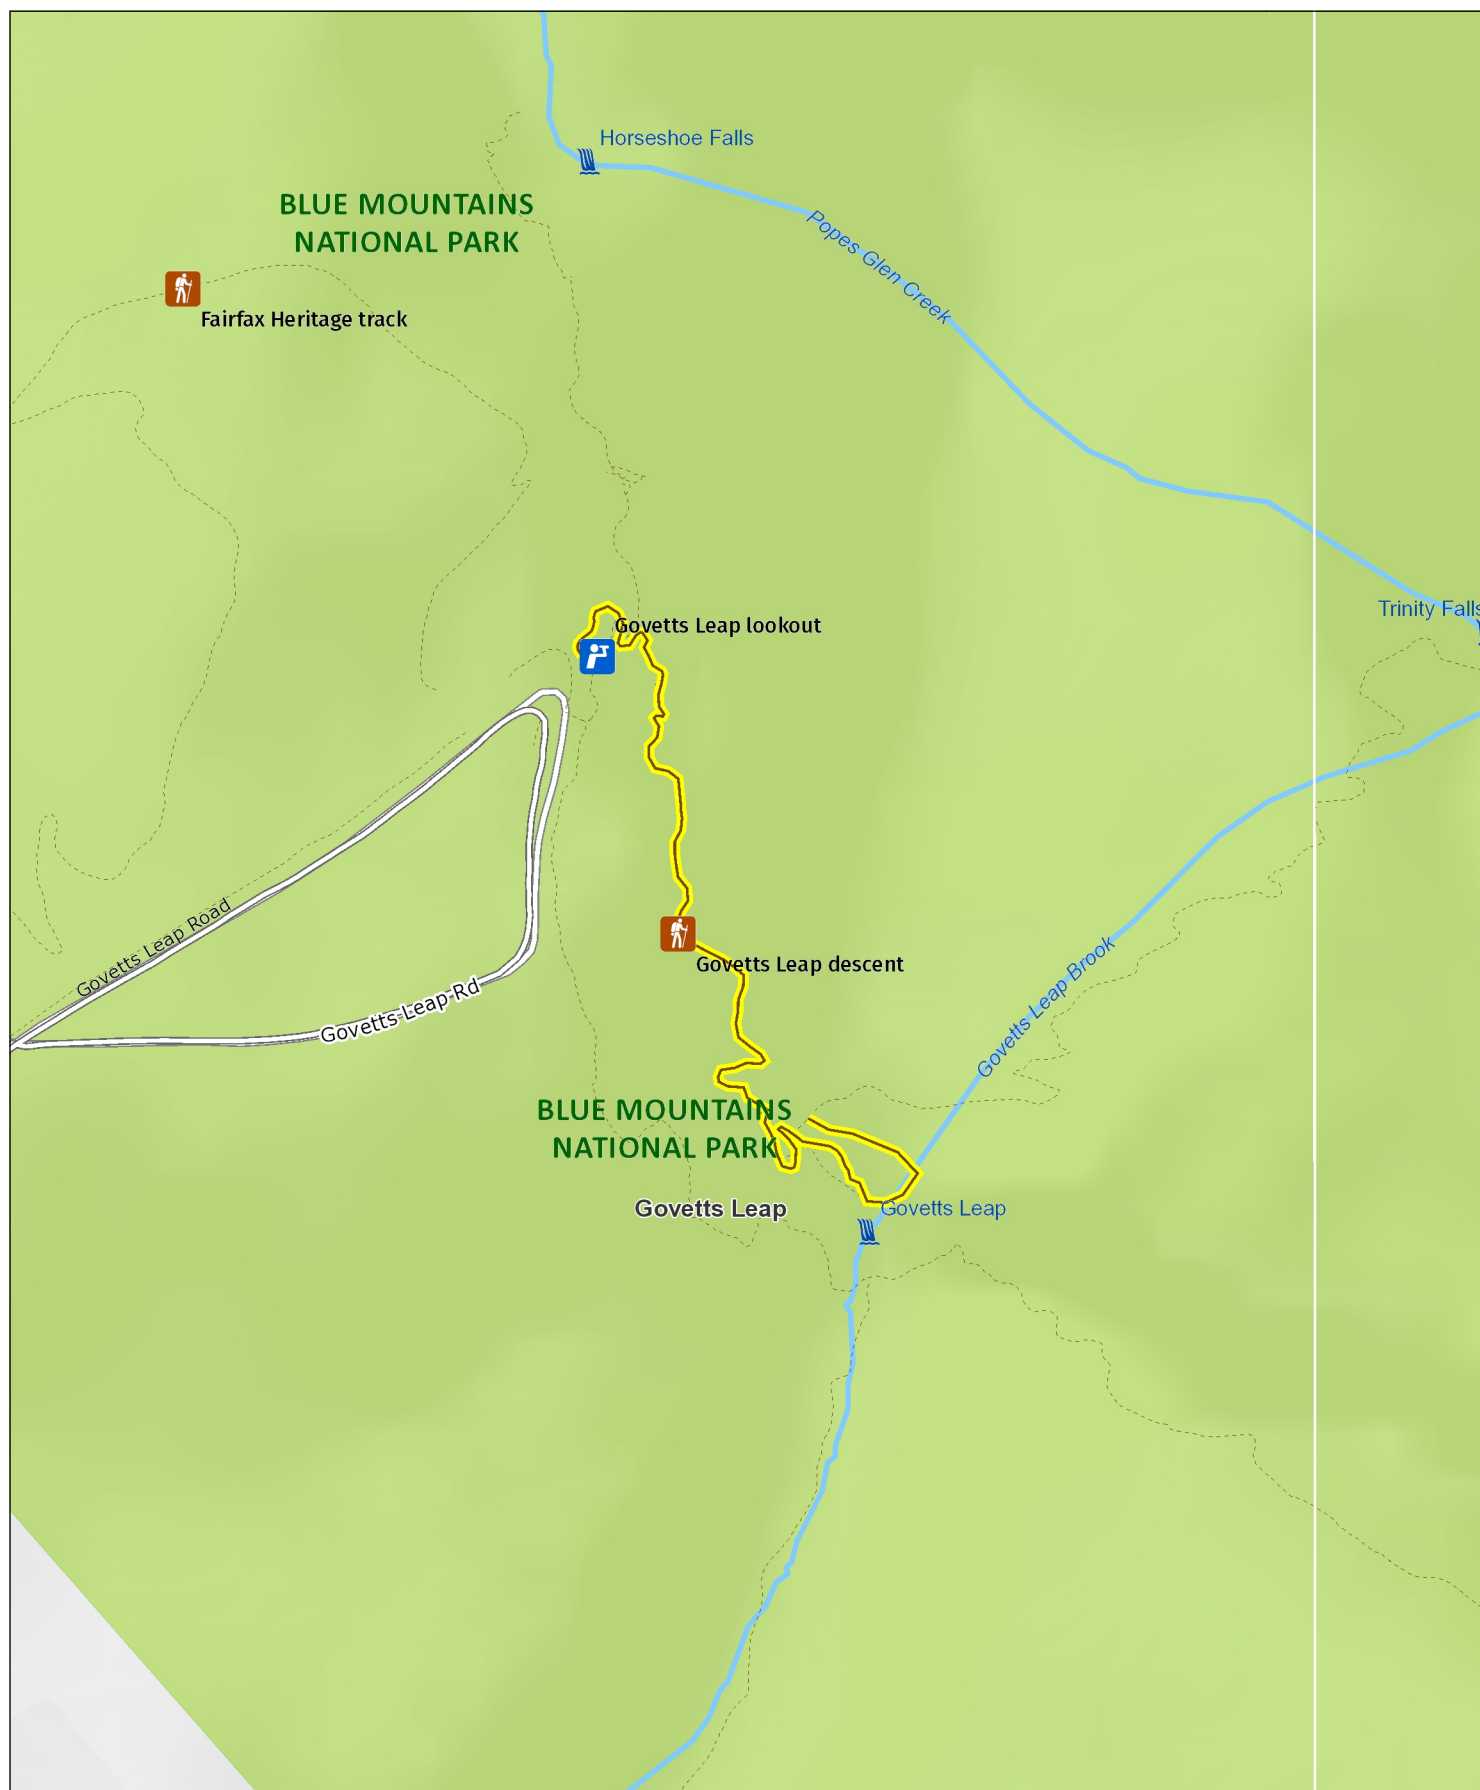 Horseshoe Falls
BLUE MOUNTAINS
NATIONAL PARK
Popes Glen Creek
Fairfax Heritage track
Trinity Falls
Govetts Leap lookout
Govetts Leap Road
Govetts Leap descent
Govetts Leap Rd
Govetts Leap Brook
BLUE MOUNTAINS
NATIONAL PARK
Govetts Leap
Govetts Leap